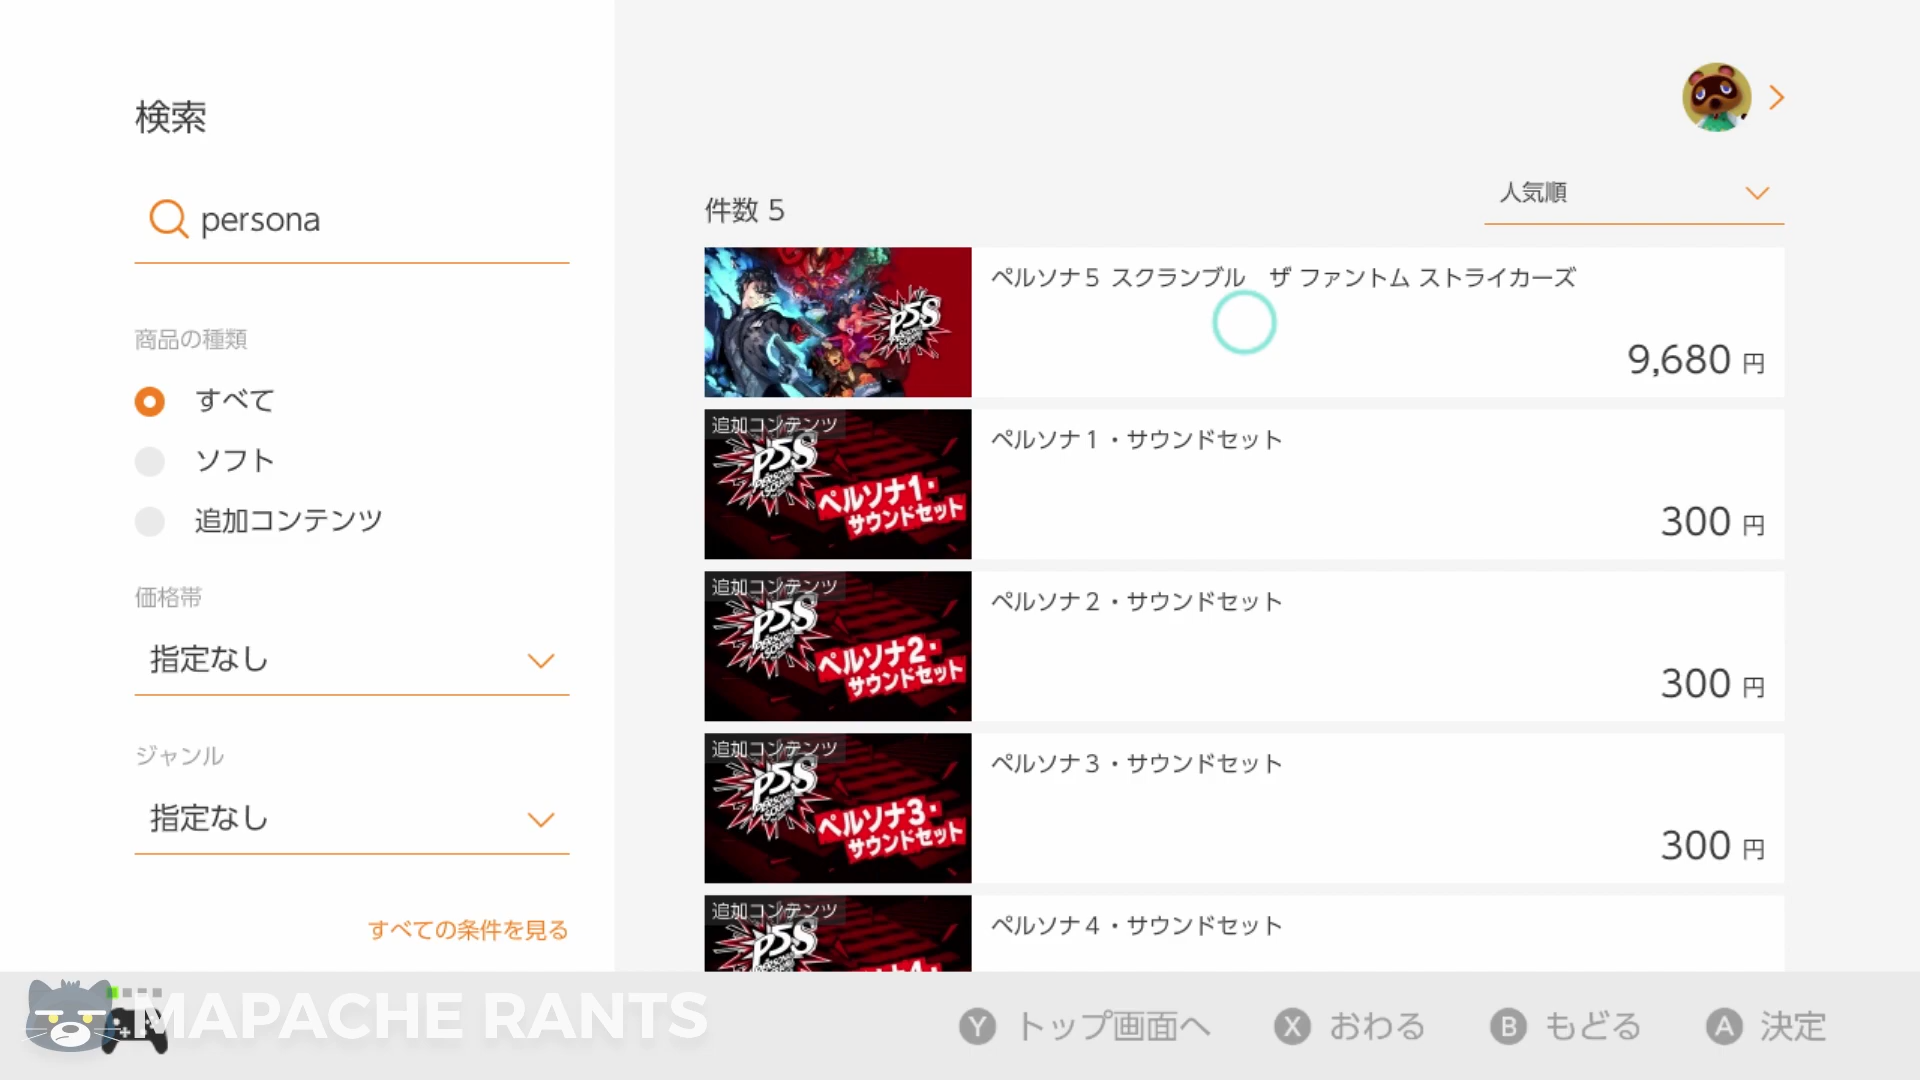 検索
persona
商品の種類
すべて
ソフト
追加コンテンツ
価格帯
指定なし
ジャンル
指定なし
すべての条件を見る
件数 5
人気順
P5S
ペルソナ5 スクランブル　ザ ファントム ストライカーズ
9,680 円
追加コンテンツ
P5S
ペルソナ1・
サウンドセット
ペルソナ1・サウンドセット
300 円
追加コンテンツ
P5S
ペルソナ2・
サウンドセット
ペルソナ2・サウンドセット
300 円
追加コンテンツ
P5S
ペルソナ3・
サウンドセット
ペルソナ3・サウンドセット
300 円
追加コンテンツ
P5S
ペルソナ4・サウンドセット
MAPACHE RANTS
Y トップ画面へ
X おわる
B もどる
A 決定